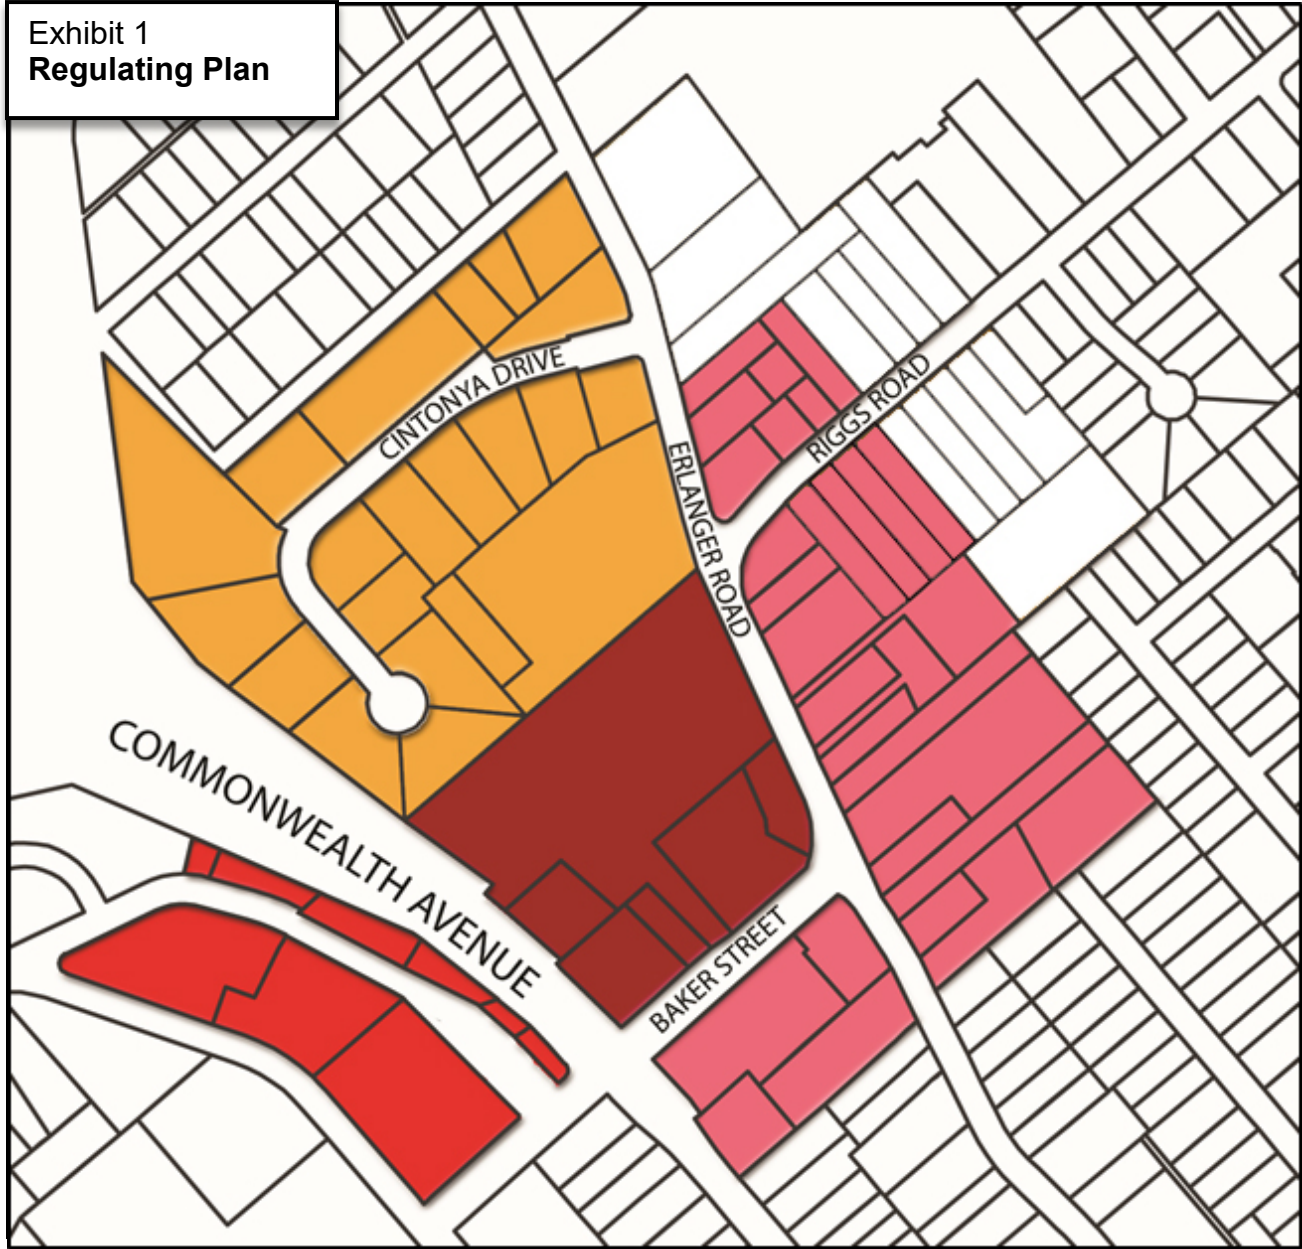 Exhibit 1
Regulating Plan
CINTONYA DRIVE
RIGGS ROAD
ERLANGER ROAD
COMMONWEALTH AVENUE
BAKER STREET